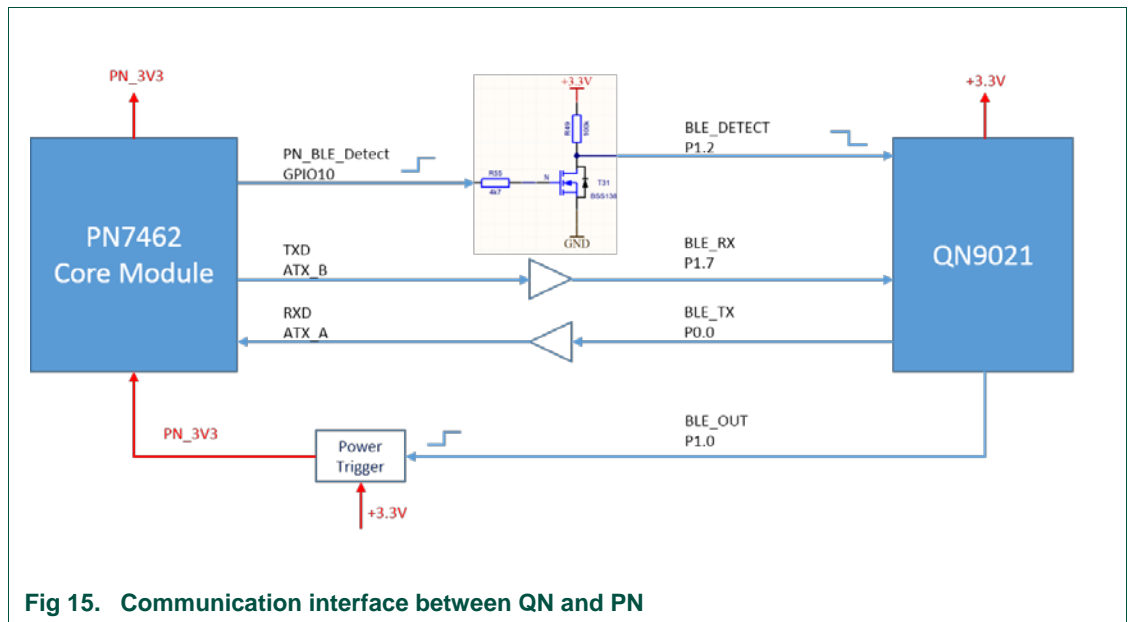 PN_3V3
+3.3V
+3.3V
R49
500k
PN_BLE_Detect
GPIO10
R55
4k7
N
T31
BSS138
GND
BLE_DETECT
P1.2
PN7462
Core Module
QN9021
TXD
ATX_B
BLE_RX
P1.7
RXD
ATX_A
BLE_TX
P0.0
PN_3V3
Power
Trigger
BLE_OUT
P1.0
+3.3V
Fig 15. Communication interface between QN and PN